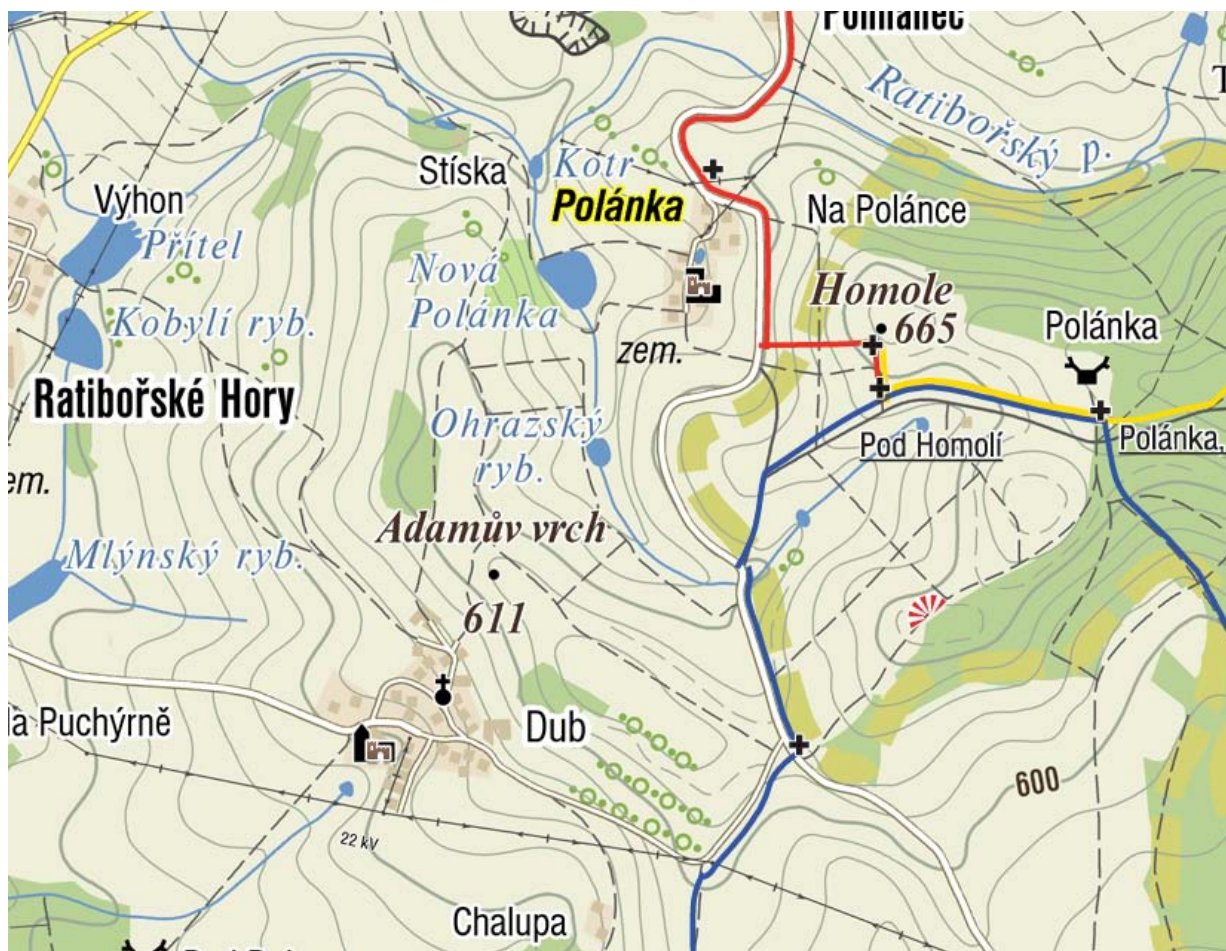 Ratibořský p.
Stíska
Kotr
Polánka
Výhon
Přítel
Na Polánce
Nová
Polánka
Homole
665
Kobylí ryb.
zem.
Polánka
Ratibořské Hory
Ohrazský
ryb.
Pod Homolí
Polánka,
em.
Adamův vrch
Mlýnský ryb.
611
Dub
la Puchýrně
600
22 kV
Chalupa